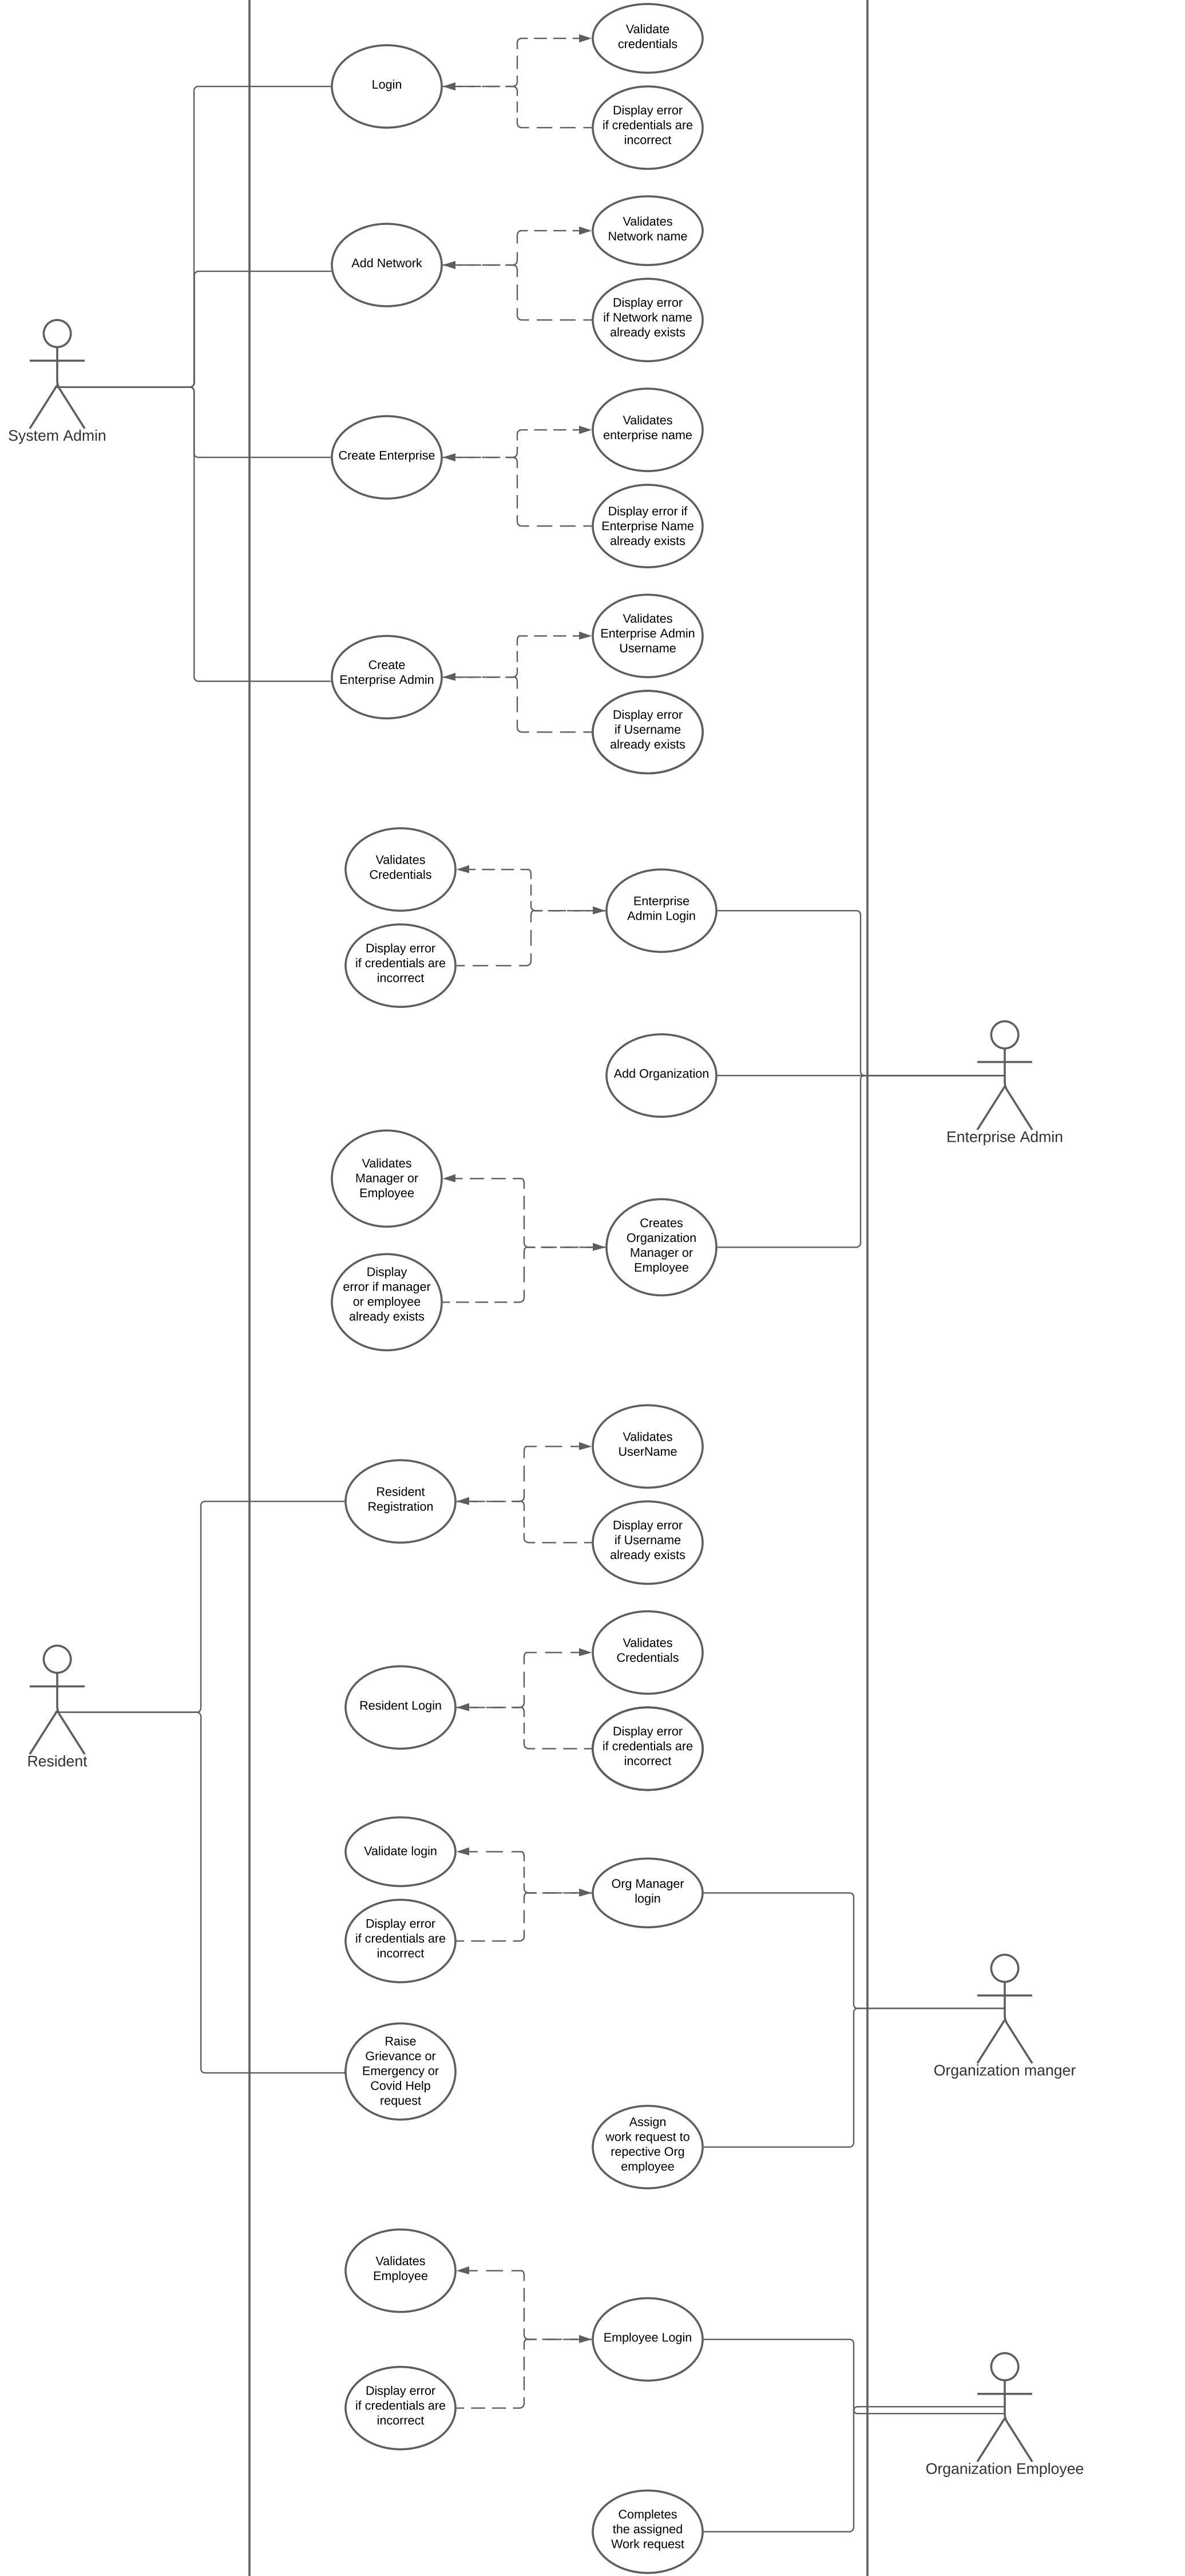 Validate
credentials
Login
Display error
if credentials are
incorrect
Validates
Network name
Add Network
Display error
if Network name
already exists
System Admin
Validates
enterprise name
Create Enterprise
Display error if
Enterprise Name
already exists
Validates
Enterprise Admin
Username
Create
Enterprise Admin
Display error
if Username
already exists
Validates
Credentials
Enterprise
Admin Login
Display error
if credentials are
incorrect
Add Organization
Enterprise Admin
Validates
Manager or
Employee
Creates
Organization
Manager or
Employee
Display
error if manager
or employee
already exists
Validates
UserName
Resident
Registration
Display error
if Username
already exists
Validates
Credentials
Resident Login
Display error
if credentials are
incorrect
Resident
Validate login
Org Manager
login
Display error
if credentials are
incorrect
Raise
Grievance or
Emergency or
Covid Help
request
Organization manger
Assign
work request to
repective Org
employee
Validates
Employee
Employee Login
Display error
if credentials are
incorrect
Organization Employee
Completes
the assigned
Work request